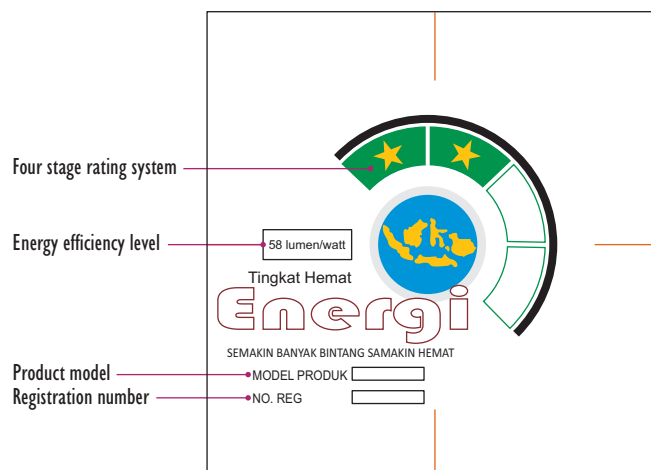 Four stage rating system
Energy efficiency level
58 lumen/watt
Tingkat Hemat
Energi
SEMAKIN BANYAK BINTANG SAMAKIN HEMAT
Product model
MODEL PRODUK
Registration number
NO. REG